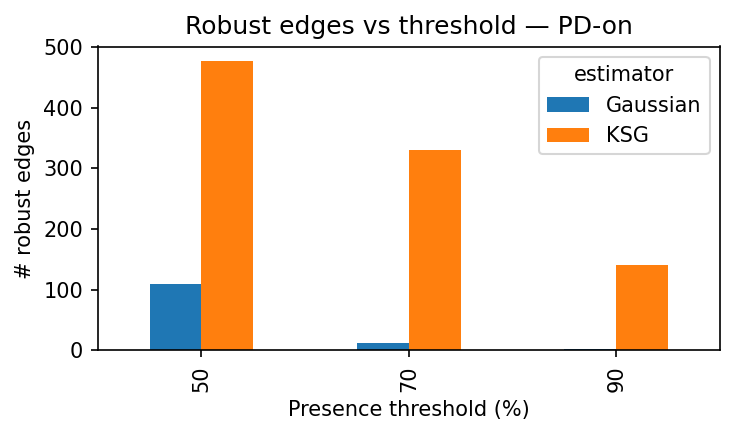 Robust edges vs threshold — PD-on
# robust edges
500
400
300
200
100
0
estimator
Gaussian
KSG
50
70
90
Presence threshold (%)